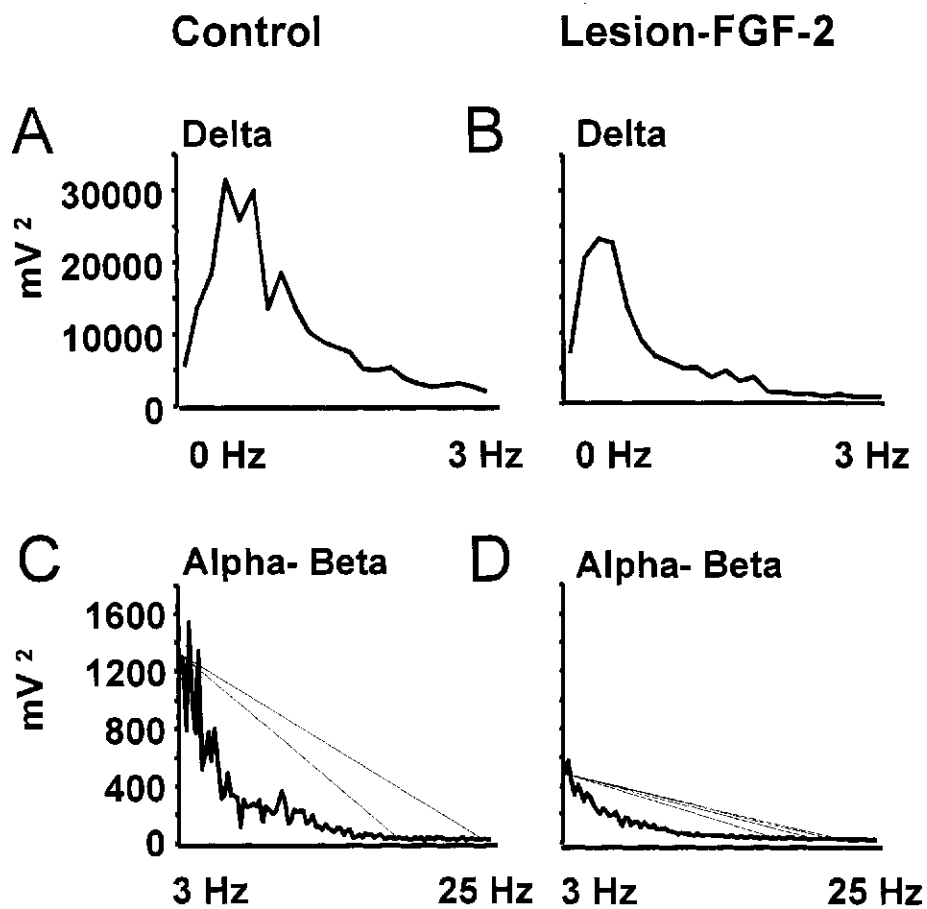 Control
Lesion-FGF-2
A
Delta
B
Delta
mV ²
30000
20000
10000
0
0 Hz
3 Hz
0 Hz
3 Hz
C
Alpha- Beta
D
Alpha- Beta
mV ²
1600
1200
800
400
0
3 Hz
25 Hz
3 Hz
25 Hz